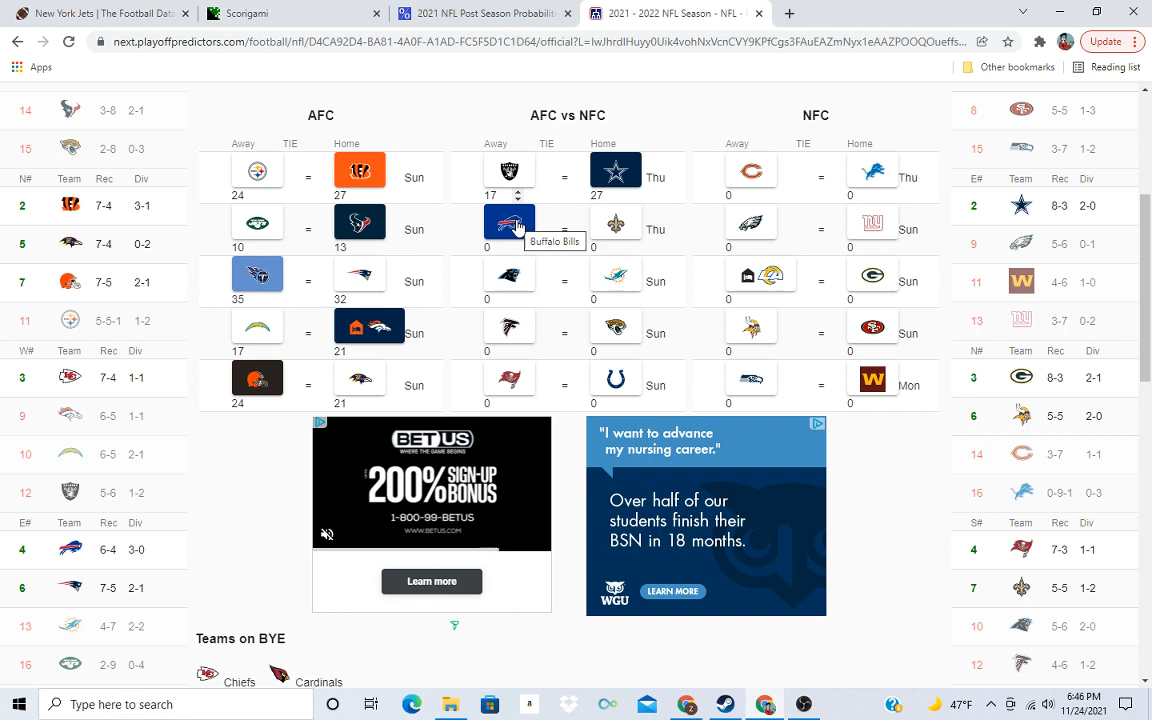 New York Jets | The Football Data
Scorigami
2021 NFL Post Season Probabiliti
2021 - 2022 NFL Season - NFL -
next.playoffpredictors.com/football/nfl/D4CA92D4-BA81-4A0F-A1AD-FC5F5D1C1D64/official?L=IwJhrdIHuyy0Uik4vohNxVcnCVY9KPfCgs3FAuEAZmNyx1eAAZPOOQOueffs...
Update
Apps
Other bookmarks
Reading list
14 3-8 2-1
15 2-8 0-3
N# Team Rec Div
2 7-4 3-1
5 7-4 0-2
7 7-5 2-1
11 5-5-1 1-2
W# Team Rec Div
3 7-4 1-1
9 6-5 1-1
10 6-5 2-1
12 5-6 1-2
E# Team Rec Div
4 6-4 3-0
6 7-5 2-1
13 4-7 2-2
16 2-9 0-4
AFC
Away TIE Home
= Sun
24 27
= Sun
10 13
= Sun
35 32
= Sun
17 21
= Sun
24 21
AFC vs NFC
Away TIE Home
= Thu
17 27
= Thu
0 0
Buffalo Bills
= Sun
0 0
= Sun
0 0
= Sun
0 0
NFC
Away TIE Home
= Thu
0 0
= Sun
0 0
= Sun
0 0
= Sun
0 0
= Mon
0 0
8 5-5 1-3
15 3-7 1-2
E# Team Rec Div
2 8-3 2-0
9 5-6 0-1
11 4-6 1-0
13 3-7 0-2
N# Team Rec Div
3 8-3 2-1
6 5-5 2-0
14 3-7 1-1
16 0-9-1 0-3
S# Team Rec Div
4 7-3 1-1
7 5-5 1-2
10 5-6 2-0
12 4-6 1-2
BETUS
WHERE THE GAME BEGINS
200% SIGN-UP
BONUS
1-800-99-BETUS
WWW.BETUS.COM
Learn more
"I want to advance
my nursing career."
Over half of our
students finish their
BSN in 18 months.
WGU
LEARN MORE
Teams on BYE
Chiefs Cardinals
Type here to search
47°F
6:46 PM
11/24/2021